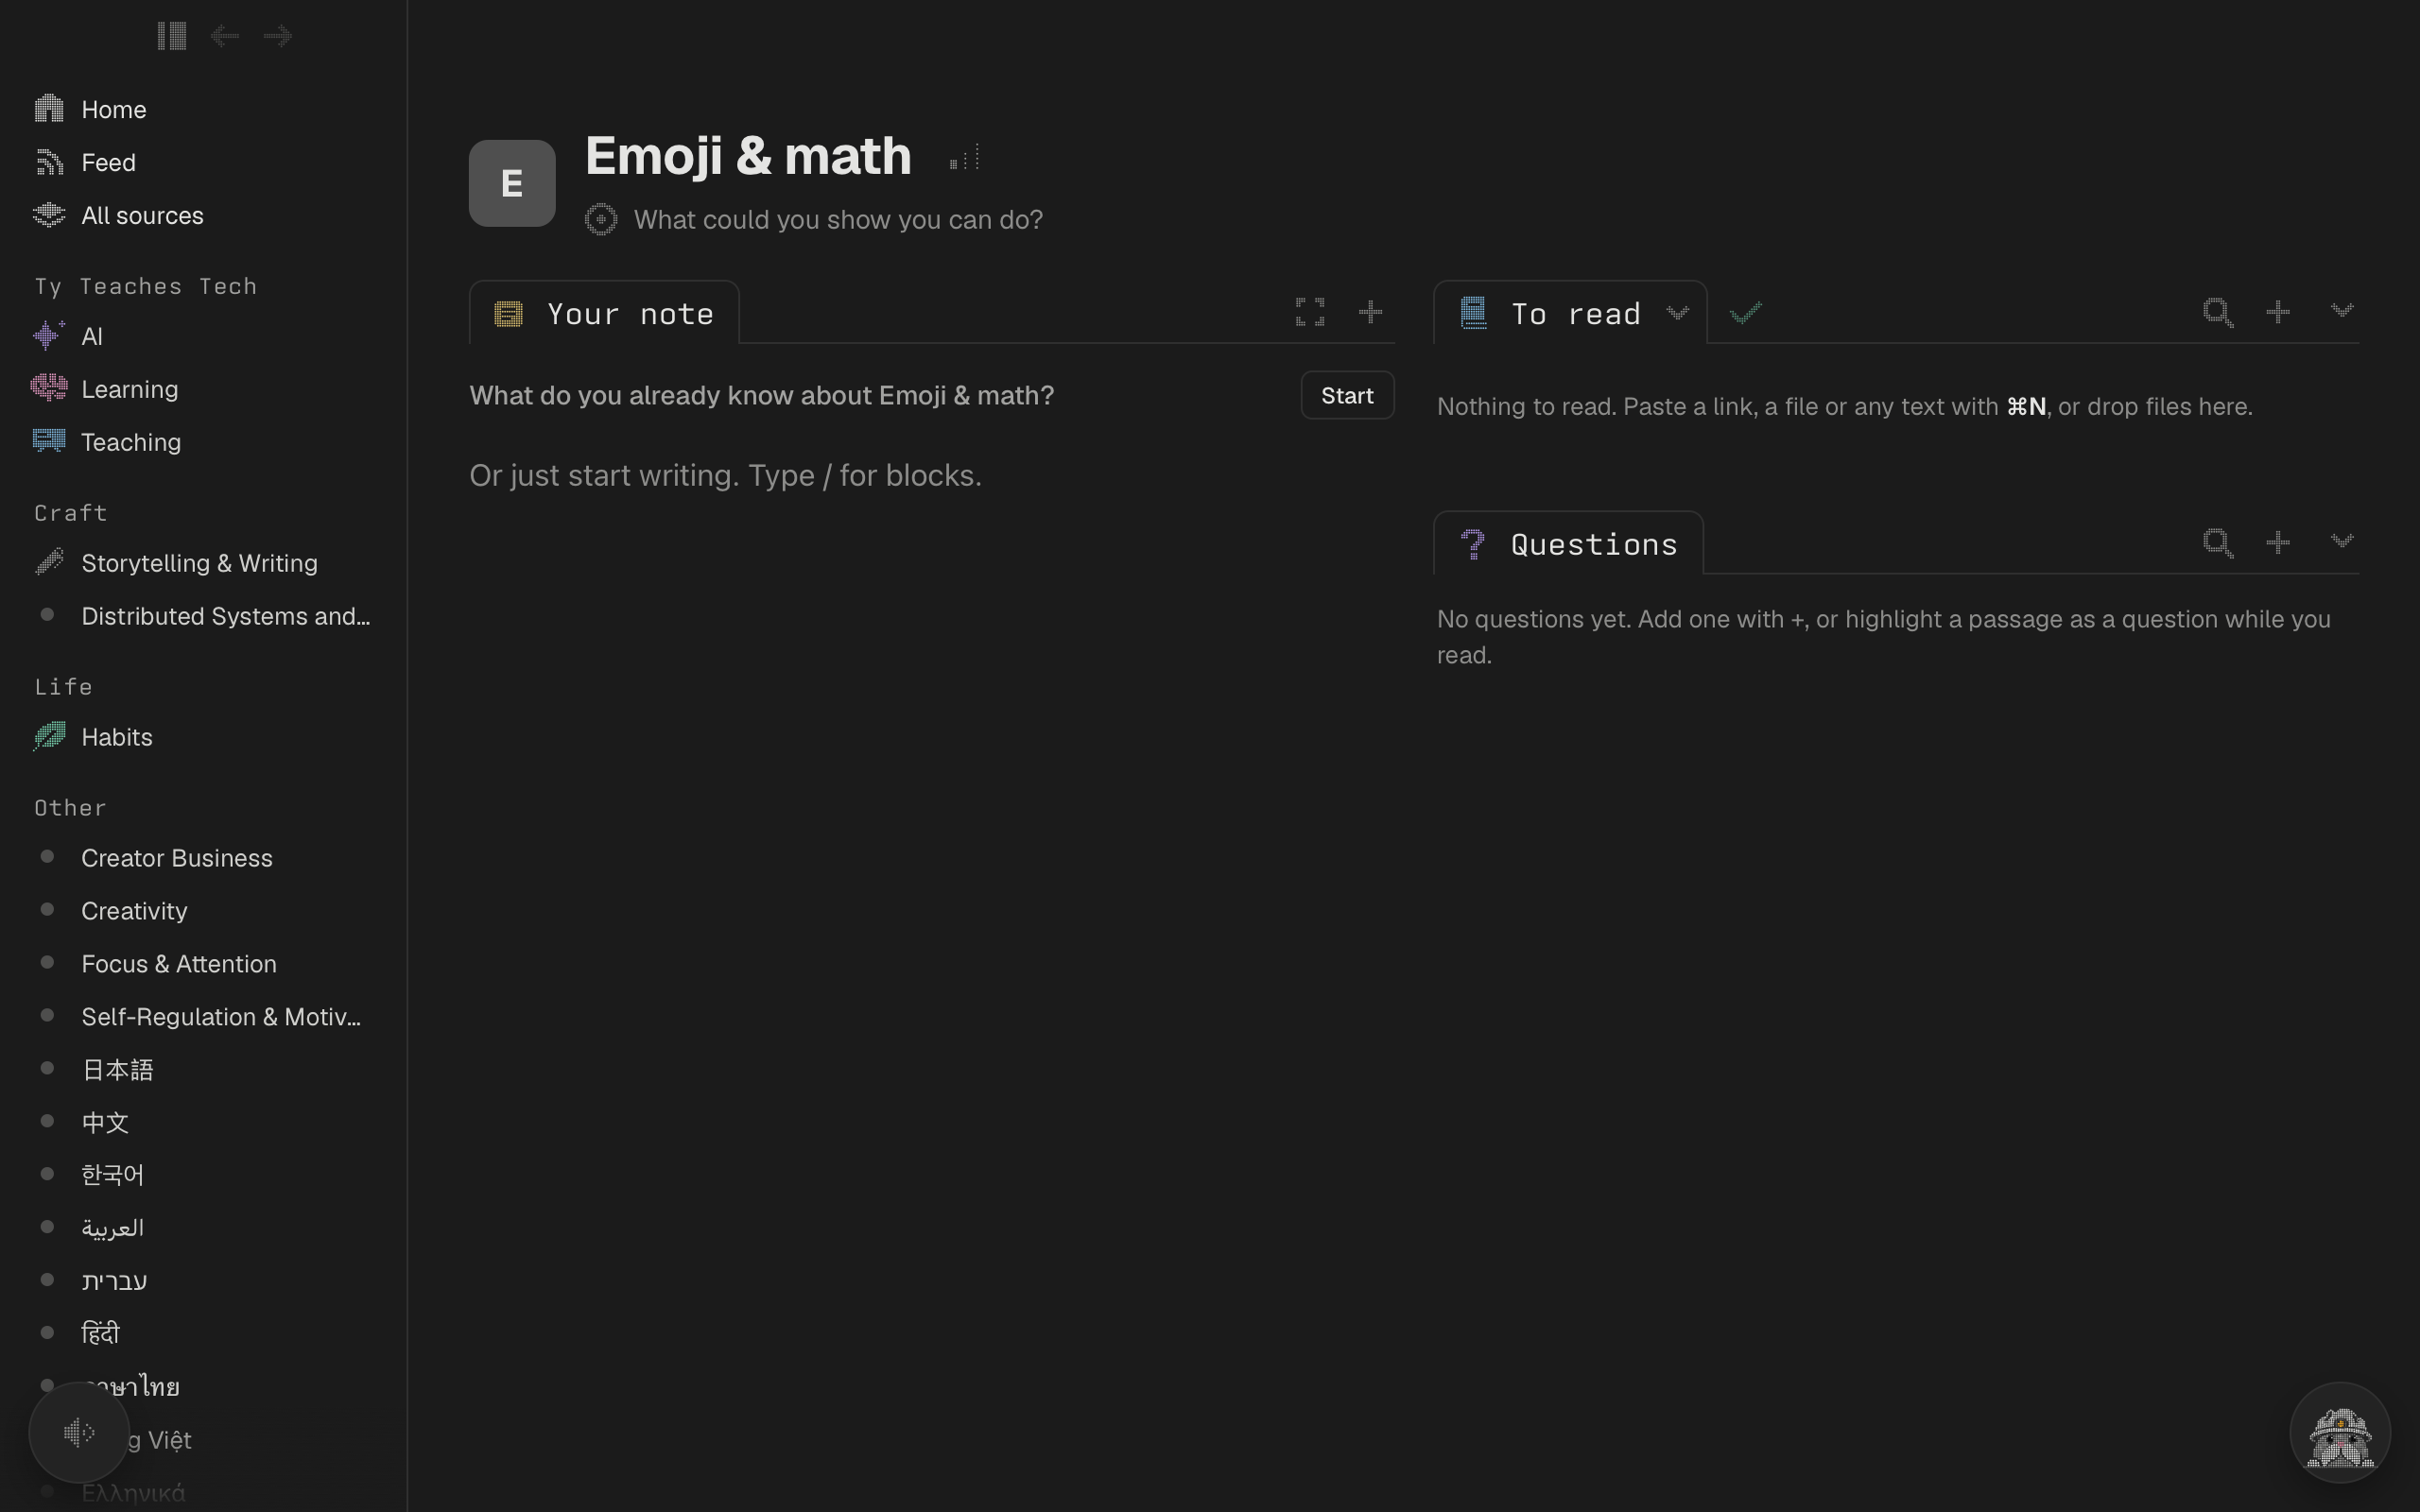 Home
Feed
All sources
Ty Teaches Tech
AI
Learning
Teaching
Craft
Storytelling & Writing
Distributed Systems and...
Life
Habits
Other
Creator Business
Creativity
Focus & Attention
Self-Regulation & Motiv...
日本語
中文
한국어
العربية
עברית
हिंदी
ไทย
g Việt
Ελληνικά
E
Emoji & math
What could you show you can do?
Your note
What do you already know about Emoji & math?
Start
Or just start writing. Type / for blocks.
To read
Nothing to read. Paste a link, a file or any text with ⌘N, or drop files here.
Questions
No questions yet. Add one with +, or highlight a passage as a question while you
read.